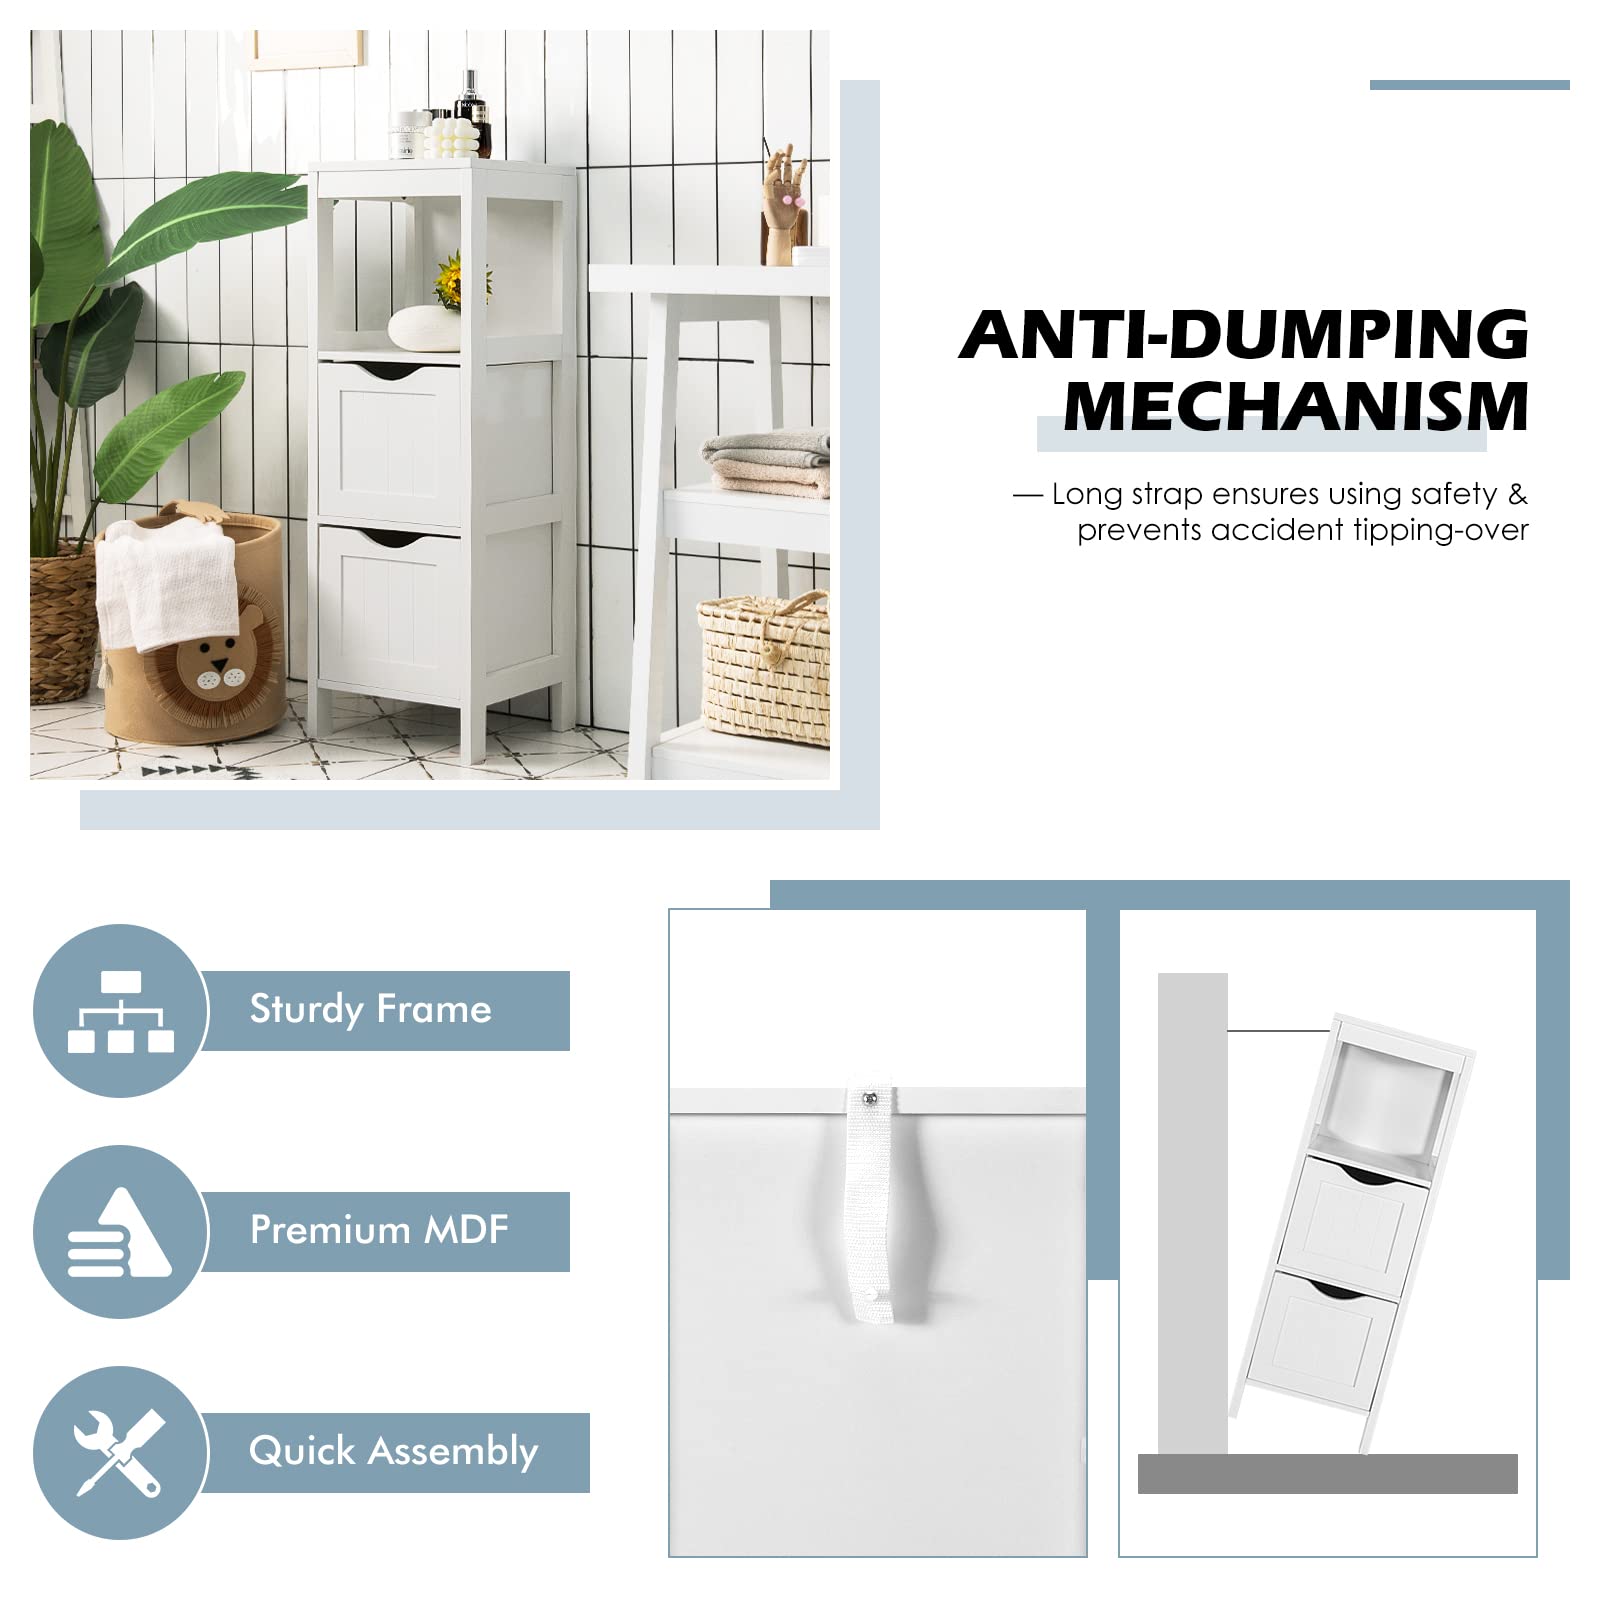 ANTI-DUMPING
MECHANISM
— Long strap ensures using safety &
prevents accident tipping-over
Sturdy Frame
Premium MDF
Quick Assembly